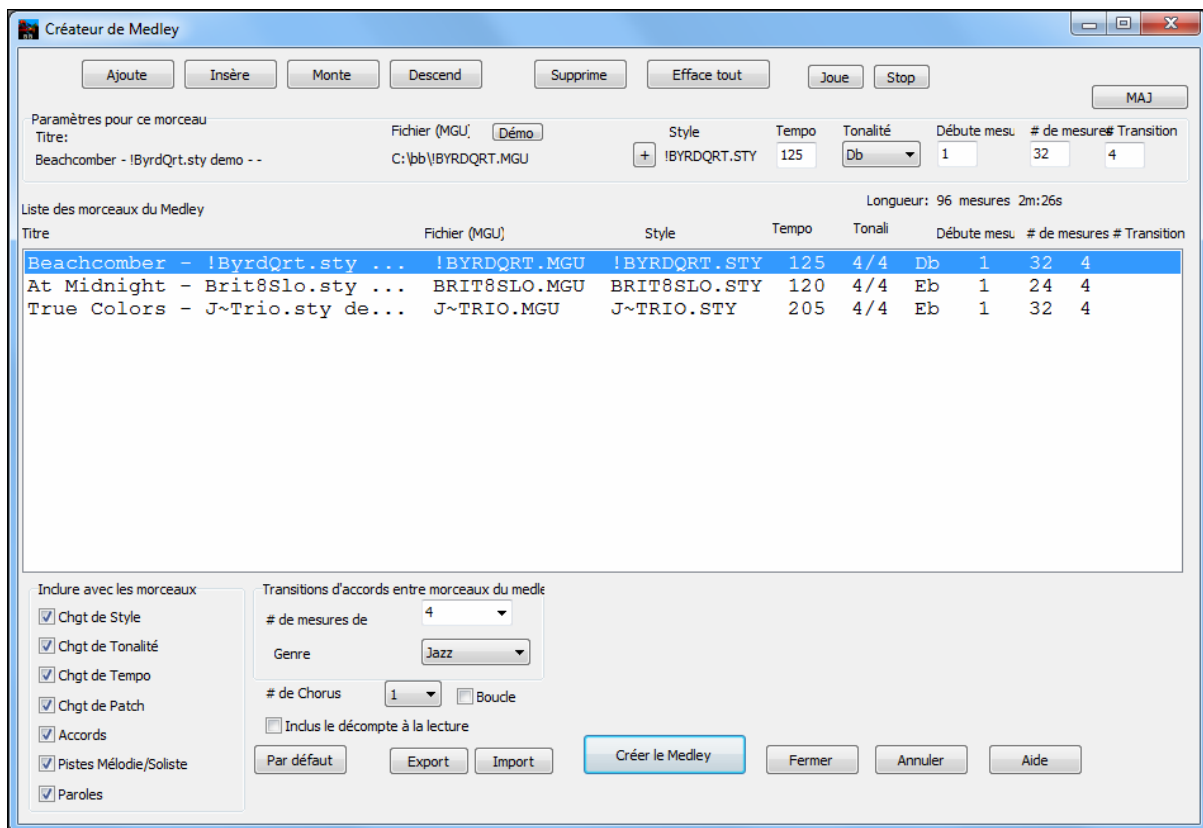 Créateur de Medley
Ajoute Insère Monte Descend Supprime Efface tout Joue Stop
MAJ
Paramètres pour ce morceau
Titre: Fichier (MGU) Démo Style Tempo Tonalité Débute mesu # de mesures # Transition
Beachcomber - !ByrdQrt.sty demo - - C:\bb\!BYRDQRT.MGU + !BYRDQRT.STY 125 Db 1 32 4
Longueur: 96 mesures 2m:26s
Liste des morceaux du Medley
Titre Fichier (MGU) Style Tempo Tonali Débute mesu # de mesures # Transition
Beachcomber - !ByrdQrt.sty ... !BYRDQRT.MGU !BYRDQRT.STY 125 4/4 Db 1 32 4
At Midnight - Brit8Slo.sty ... BRIT8SLO.MGU BRIT8SLO.STY 120 4/4 Eb 1 24 4
True Colors - J~Trio.sty de... J~TRIO.MGU J~TRIO.STY 205 4/4 Eb 1 32 4
Inclure avec les morceaux
Chgt de Style
Chgt de Tonalité
Chgt de Tempo
Chgt de Patch
Accords
Pistes Mélodie/Soliste
Paroles
Transitions d'accords entre morceaux du medle
# de mesures de 4
Genre Jazz
# de Chorus 1 Boucle
Inclus le décompte à la lecture
Par défaut Export Import Créer le Medley Fermer Annuler Aide